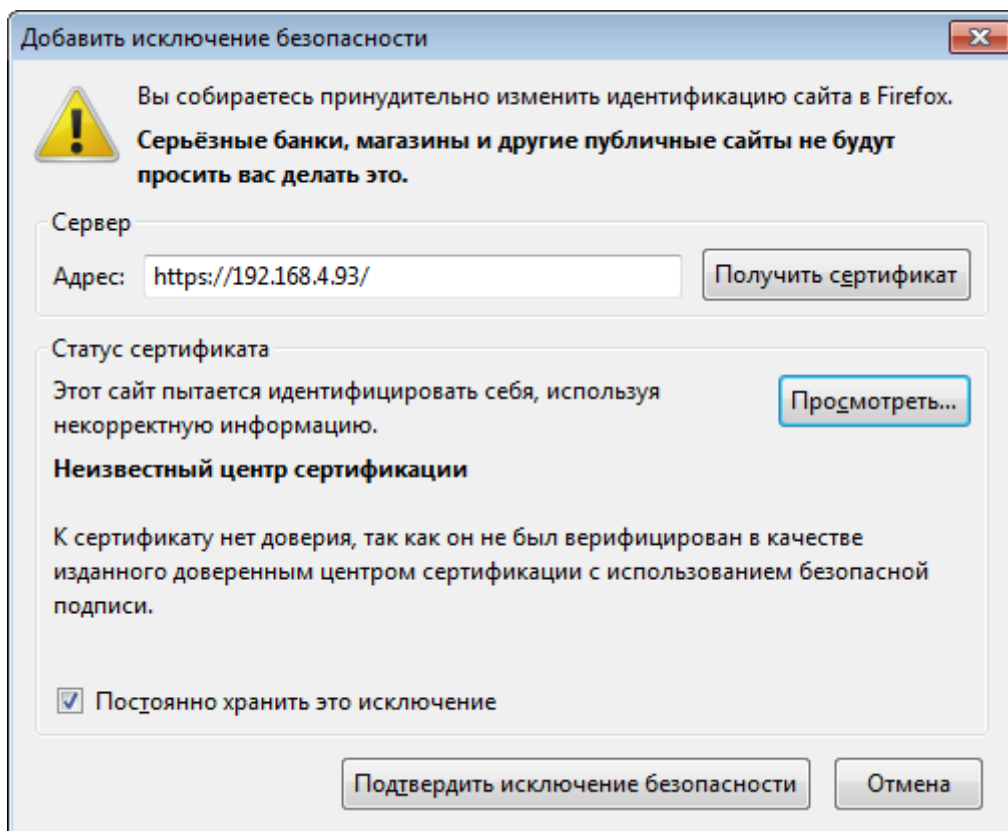 Добавить исключение безопасности
Вы собираетесь принудительно изменить идентификацию сайта в Firefox.
Серьёзные банки, магазины и другие публичные сайты не будут
просить вас делать это.
Сервер
Адрес: https://192.168.4.93/ Получить сертификат
Статус сертификата
Этот сайт пытается идентифицировать себя, используя
некорректную информацию.
Просмотреть...
Неизвестный центр сертификации
К сертификату нет доверия, так как он не был верифицирован в качестве
изданного доверенным центром сертификации с использованием безопасной
подписи.
Постоянно хранить это исключение
Подтвердить исключение безопасности Отмена